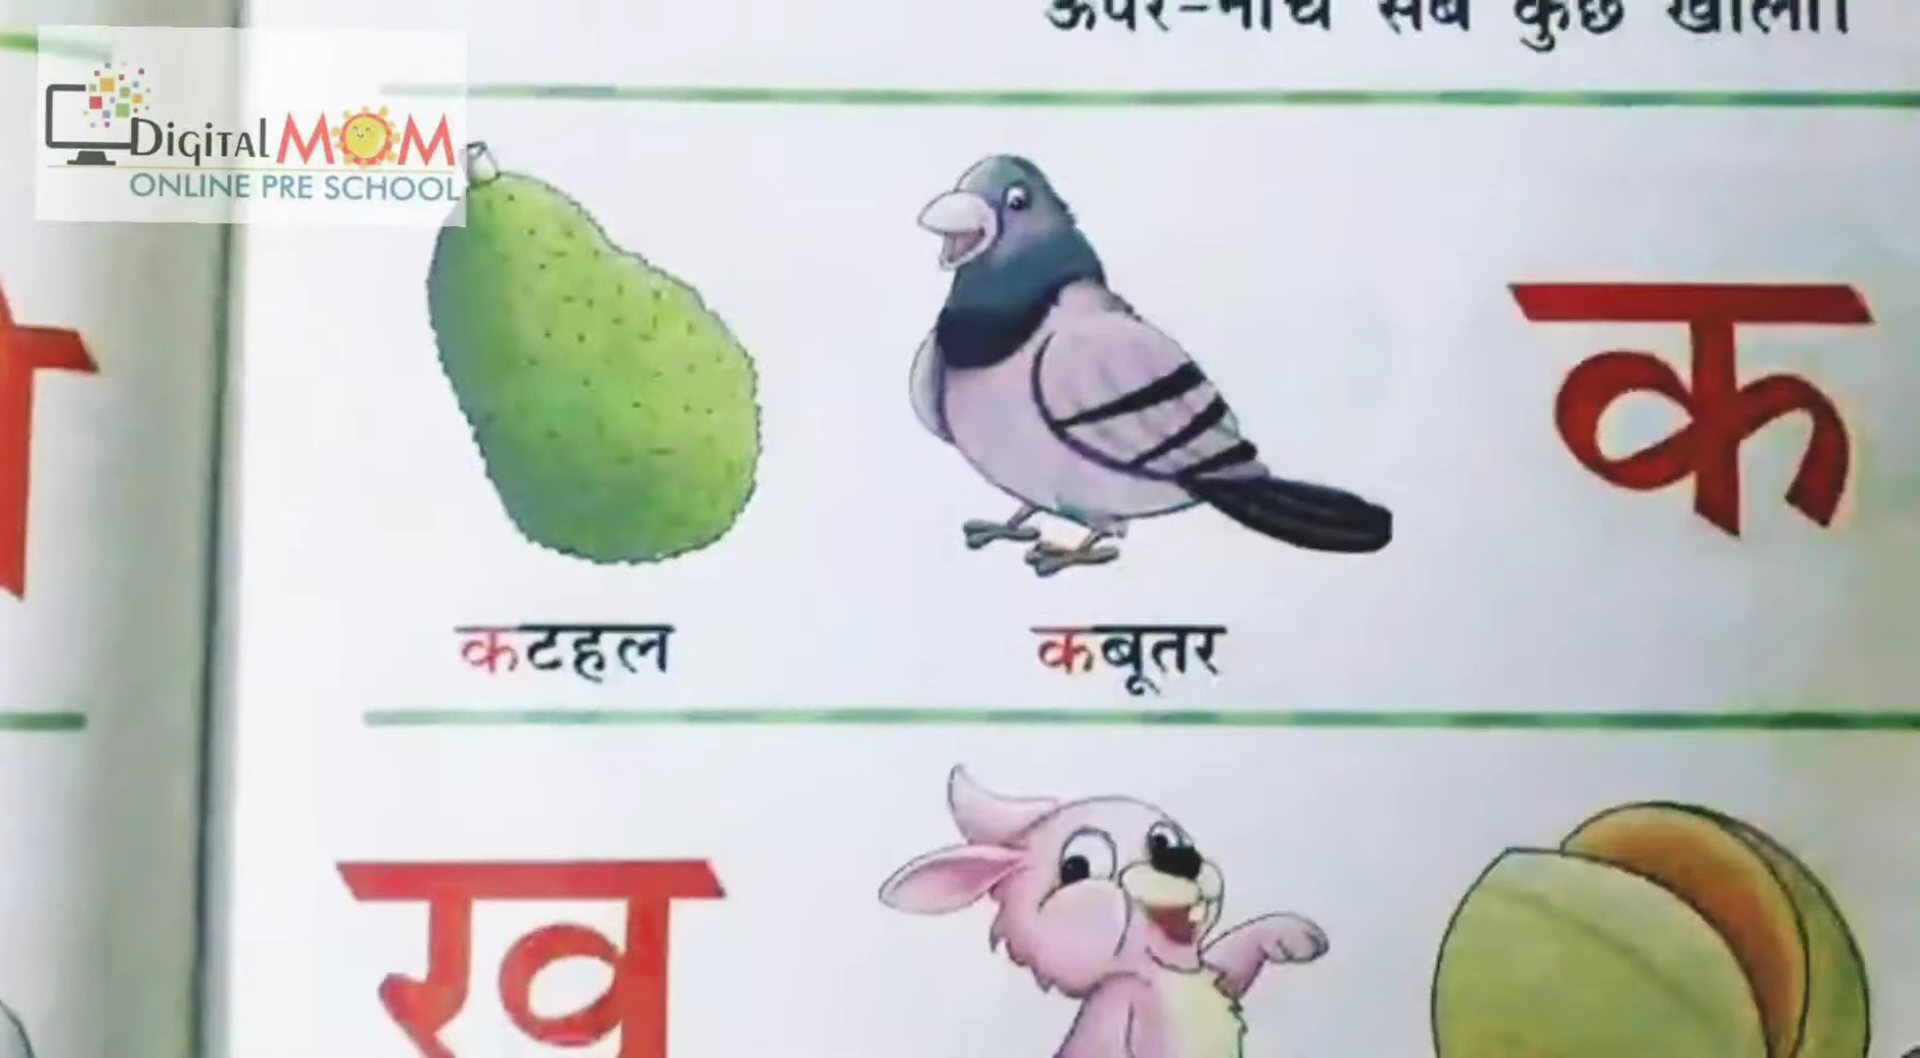 ऊपर-नीचे सब कुछ खाली।
Digital MOM
ONLINE PRE SCHOOL
क
कटहल कबूतर
ख